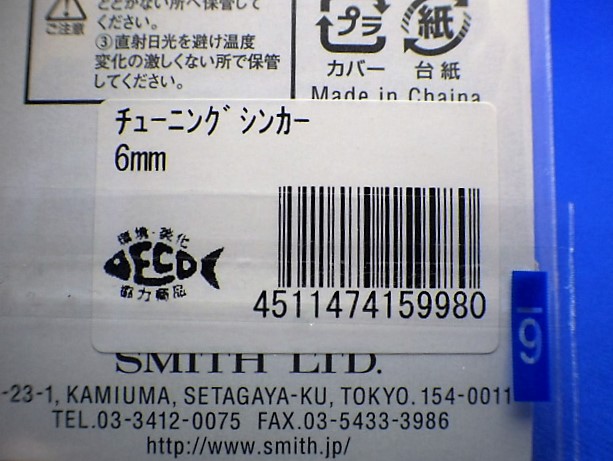 とどかない所へ保管して
ください。
ご注意
③直射日光を避け温度
変化の激しくない所で保管
してください。
プラ
紙
カバー
台紙
Made in Chaina
ﾁｭｰﾆﾝｸﾞｼﾝｶｰ
6mm
環境・美化
ECO
協力商品
4511474159980
SMITH LTD.
-23-1, KAMIUMA, SETAGAYA-KU, TOKYO. 154-0011
TEL.03-3412-0075 FAX.03-5433-3986
http://www.smith.jp/